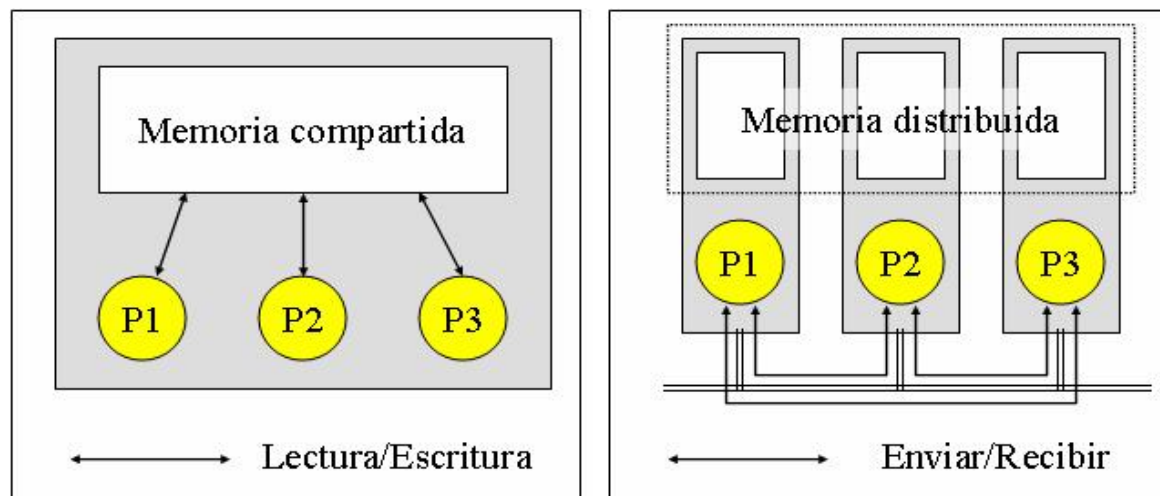 Memoria compartida
P1 P2 P3
Lectura/Escritura
Memoria distribuida
P1 P2 P3
Enviar/Recibir